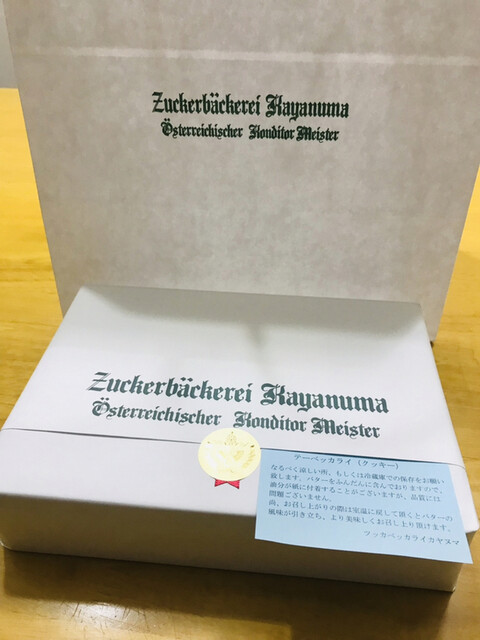 Zuckerbäckerei Kayanuma
Österreichischer Konditor Meister
Zuckerbäckerei Kayanuma
Österreichischer Konditor Meister
テーベッカライ(クッキー)
なるべく涼しい所、もしくは冷蔵庫での保存をお願い
致します。バターをふんだんに含んでおりますので、
油分が紙に付着することがございますが、品質には
問題ございません。
尚、お召し上がりの際は室温に戻して頂くとバターの
風味が引き立ち、より美味しくお召し上り頂けます。
ツッカベッカライカヤヌマ